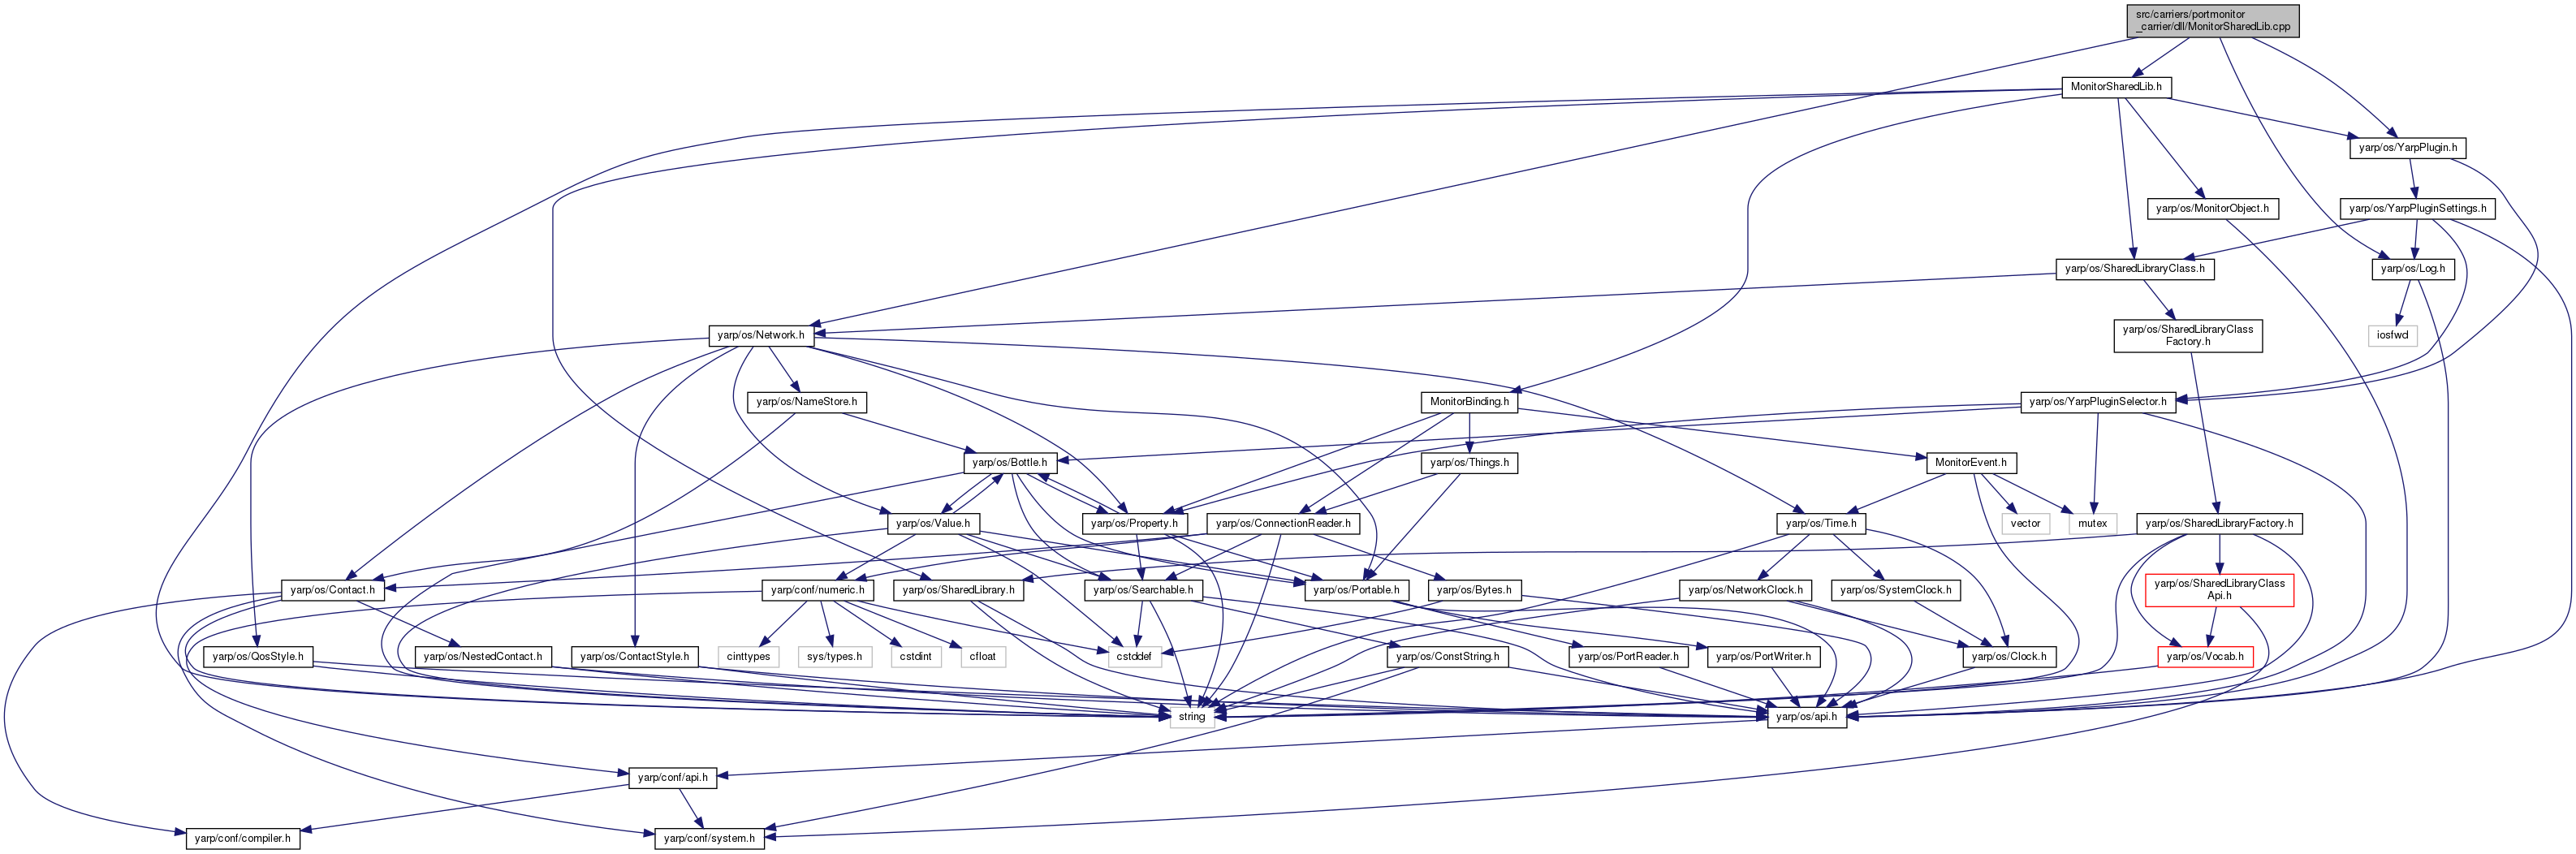 src/carriers/portmonitor
_carrier/dll/MonitorSharedLib.cpp
MonitorSharedLib.h
yarp/os/YarpPlugin.h
yarp/os/MonitorObject.h
yarp/os/YarpPluginSettings.h
yarp/os/SharedLibraryClass.h
yarp/os/Log.h
yarp/os/Network.h
yarp/os/SharedLibraryClass
Factory.h
iosfwd
yarp/os/NameStore.h
MonitorBinding.h
yarp/os/YarpPluginSelector.h
yarp/os/Bottle.h
yarp/os/Things.h
MonitorEvent.h
yarp/os/Value.h
yarp/os/Property.h
yarp/os/ConnectionReader.h
yarp/os/Time.h
vector
mutex
yarp/os/SharedLibraryFactory.h
yarp/os/Contact.h
yarp/conf/numeric.h
yarp/os/SharedLibrary.h
yarp/os/Searchable.h
yarp/os/Portable.h
yarp/os/Bytes.h
yarp/os/NetworkClock.h
yarp/os/SystemClock.h
yarp/os/SharedLibraryClass
Api.h
yarp/os/QosStyle.h
yarp/os/NestedContact.h
yarp/os/ContactStyle.h
cinttypes
sys/types.h
cstdint
cfloat
cstddef
yarp/os/ConstString.h
yarp/os/PortReader.h
yarp/os/PortWriter.h
yarp/os/Clock.h
yarp/os/Vocab.h
string
yarp/os/api.h
yarp/conf/api.h
yarp/conf/compiler.h
yarp/conf/system.h